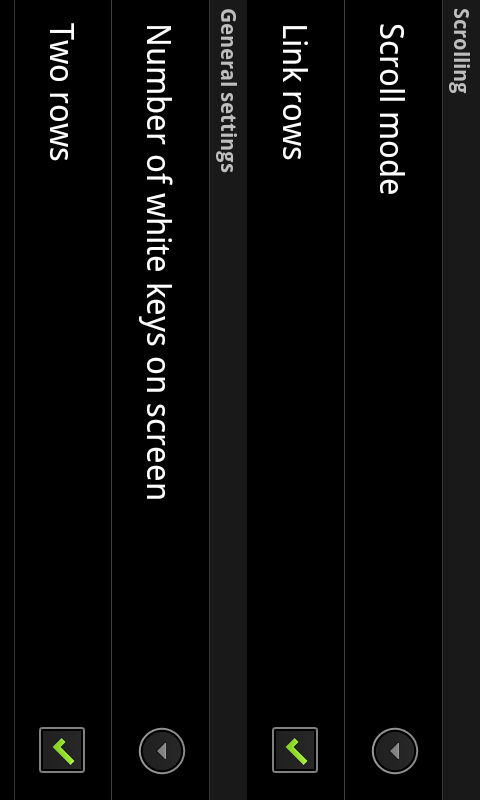 Scrolling
Scroll mode
Link rows
General settings
Number of white keys on screen
Two rows